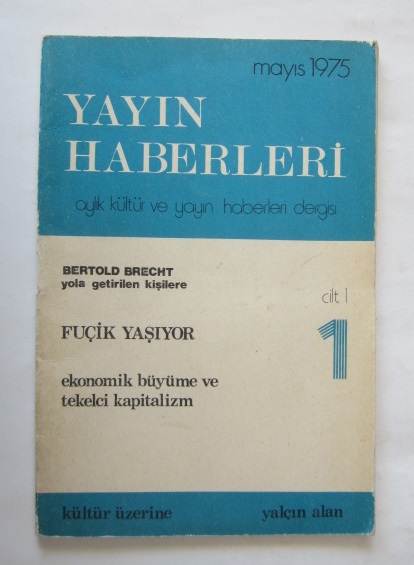 mayıs 1975
YAYIN
HABERLERİ
aylık kültür ve yayın haberleri dergisi
BERTOLD BRECHT
yola getirilen kişilere
cilt 1
1
FUÇİK YAŞIYOR
ekonomik büyüme ve
tekelci kapitalizm
kültür üzerine yalçın alan